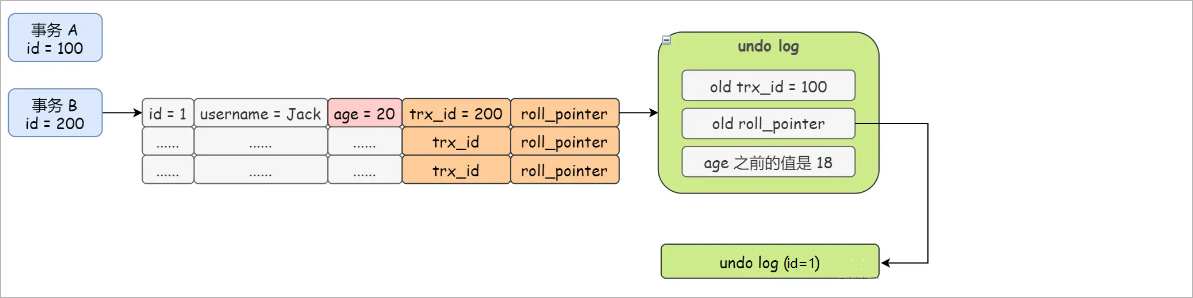 事务 A
id = 100
事务 B
id = 200
id = 1 username = Jack age = 20 trx_id = 200 roll_pointer
...... ...... ...... trx_id roll_pointer
...... ...... ...... trx_id roll_pointer
undo log
old trx_id = 100
old roll_pointer
age 之前的值是 18
undo log (id=1)